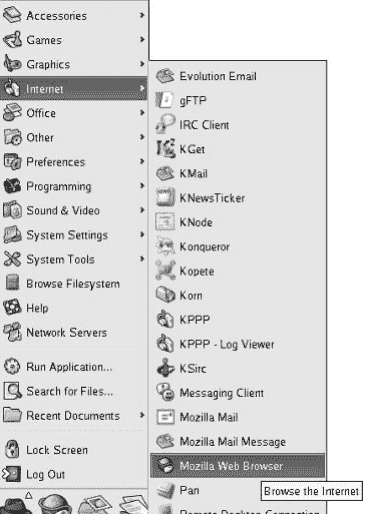 Accessories
Games
Graphics
Internet
Office
Other
Preferences
Programming
Sound & Video
System Settings
System Tools
Browse Filesystem
Help
Network Servers
Run Application...
Search for Files...
Recent Documents
Lock Screen
Log Out
Evolution Email
gFTP
IRC Client
KGet
KMail
KNewsTicker
KNode
Konqueror
Kopete
Korn
KPPP
KPPP - Log Viewer
KSirc
Messaging Client
Mozilla Mail
Mozilla Mail Message
Mozilla Web Browser
Pan
Browse the Internet
Remote Desktop Connection